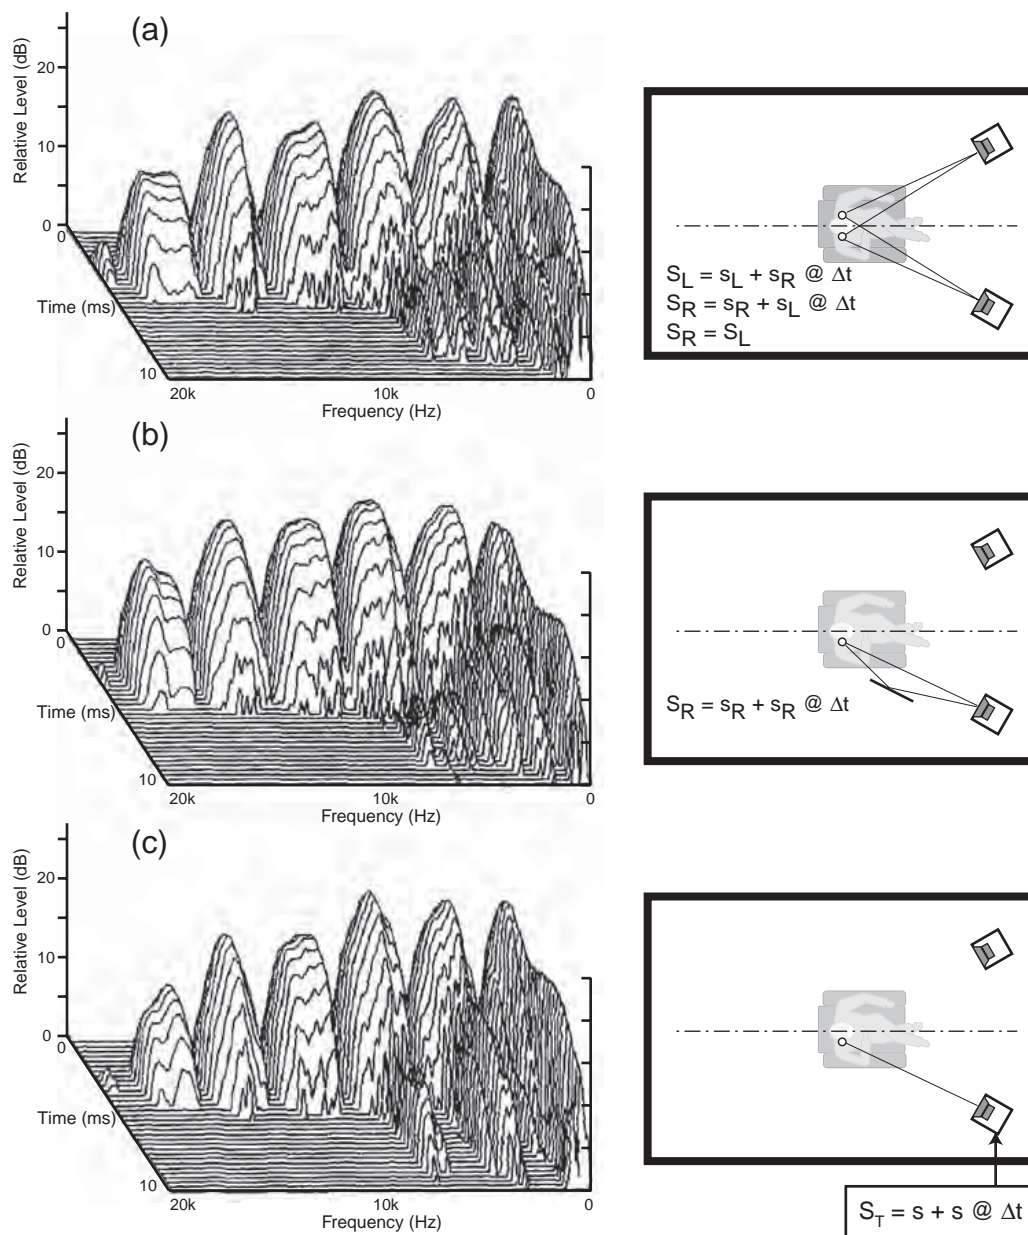 (a)
Relative Level (dB)
20
10
0
0
Time (ms)
10
20k
10k
0
Frequency (Hz)
S_L = s_L + s_R @ Δt
S_R = s_R + s_L @ Δt
S_R = S_L
(b)
Relative Level (dB)
20
10
0
0
Time (ms)
10
20k
10k
0
Frequency (Hz)
S_R = s_R + s_R @ Δt
(c)
Relative Level (dB)
20
10
0
0
Time (ms)
10
20k
10k
0
Frequency (Hz)
S_T = s + s @ Δt